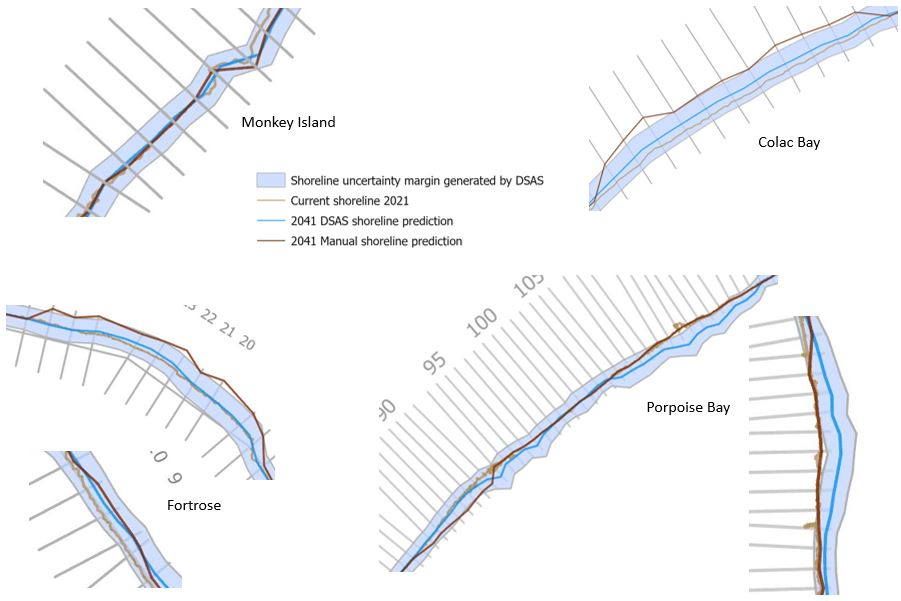 Monkey Island
Colac Bay
Shoreline uncertainty margin generated by DSAS
Current shoreline 2021
2041 DSAS shoreline prediction
2041 Manual shoreline prediction
22 21 20
105
100
95
Porpoise Bay
9
Fortrose